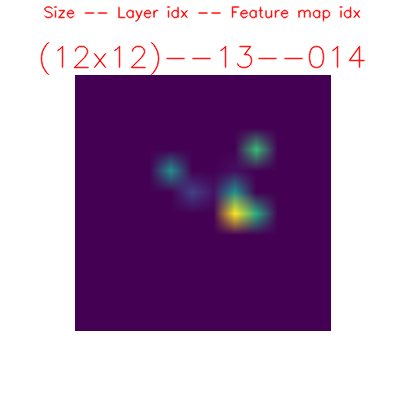 Size -- Layer idx -- Feature map idx
(12x12)--13--014